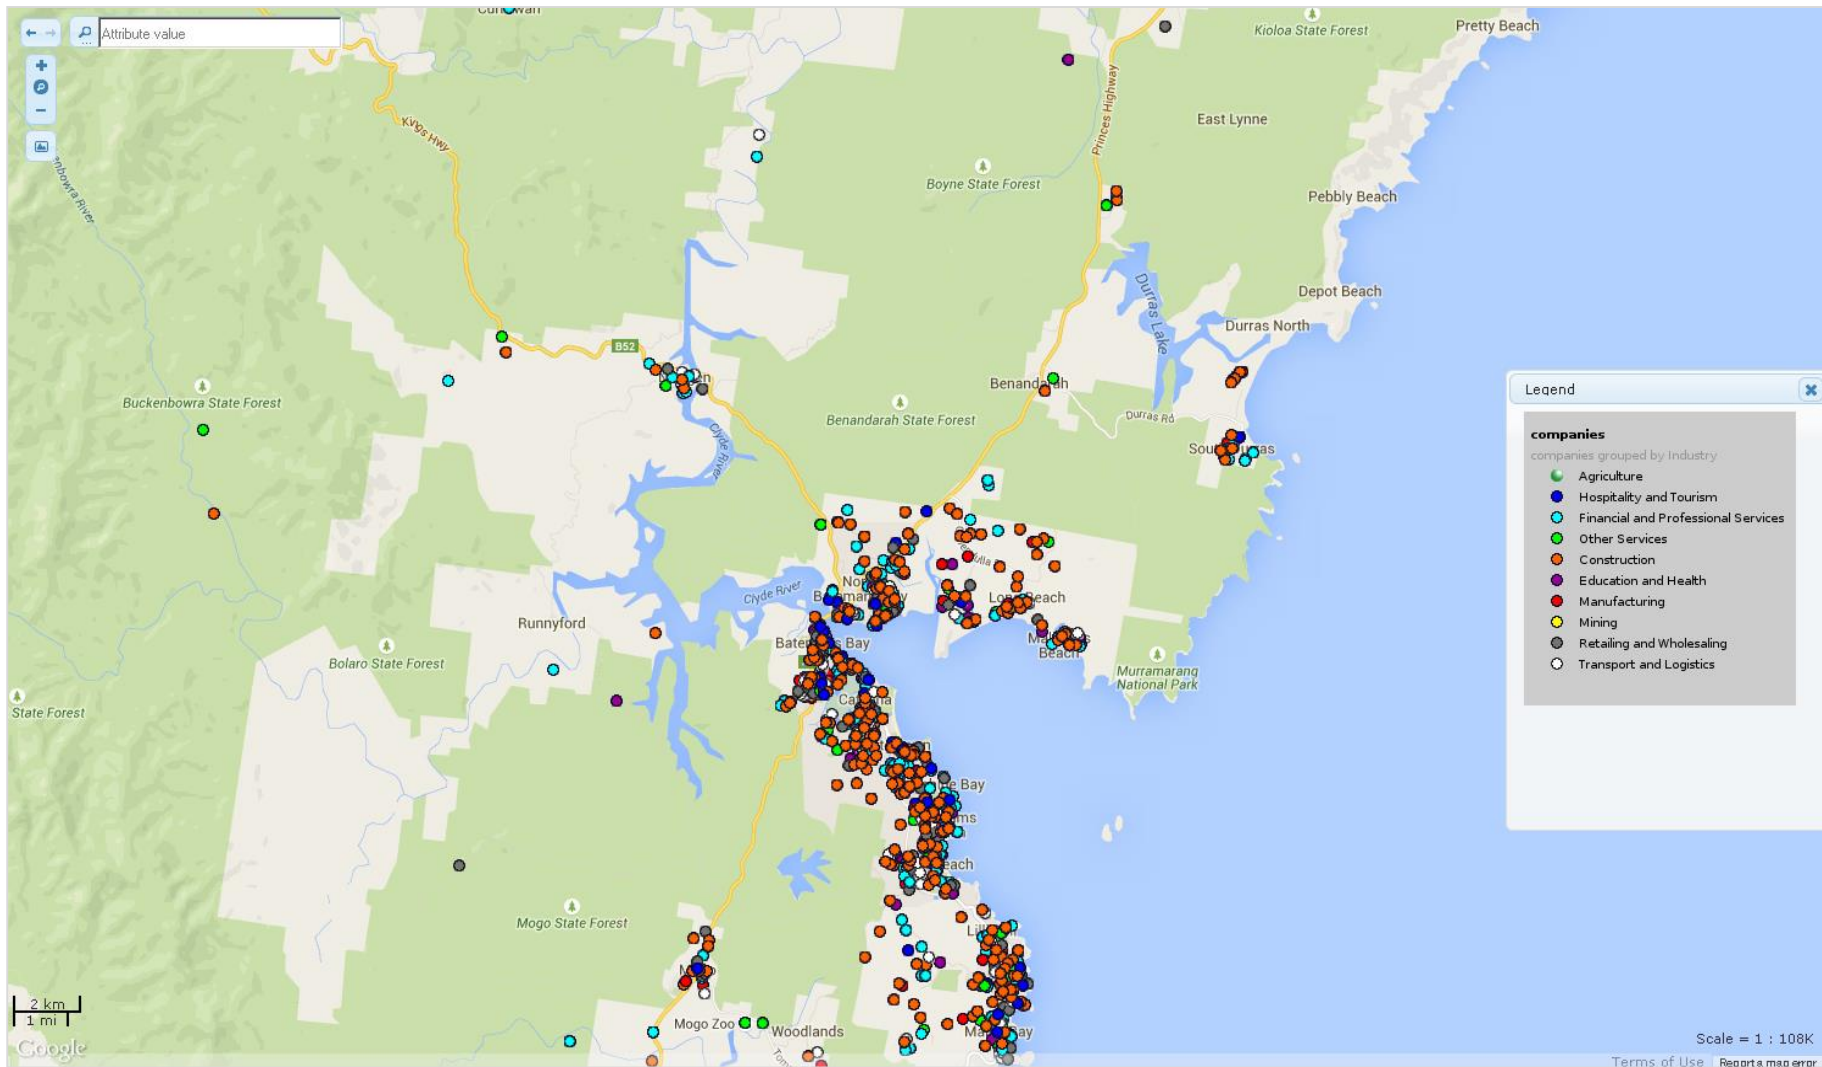 Attribute value
Pretty Beach
Kioloa State Forest
Kings Hwy
Princes Highway
East Lynne
Boyne State Forest
Pebbly Beach
Durras Lake
Depot Beach
Durras North
B52
Benandarah
Buckenbowra State Forest
Benandarah State Forest
Durras Rd
Clyde River
Legend
companies
companies grouped by Industry
Agriculture
Hospitality and Tourism
Financial and Professional Services
Other Services
Construction
Education and Health
Manufacturing
Mining
Retailing and Wholesaling
Transport and Logistics
Clyde River
Runnyford
Bolaro State Forest
Beach
Murramarang
National Park
State Forest
Mogo State Forest
2 km
1 mi
Mogo Zoo
Woodlands
Google
Scale = 1 : 108K
Terms of Use
Report a map error